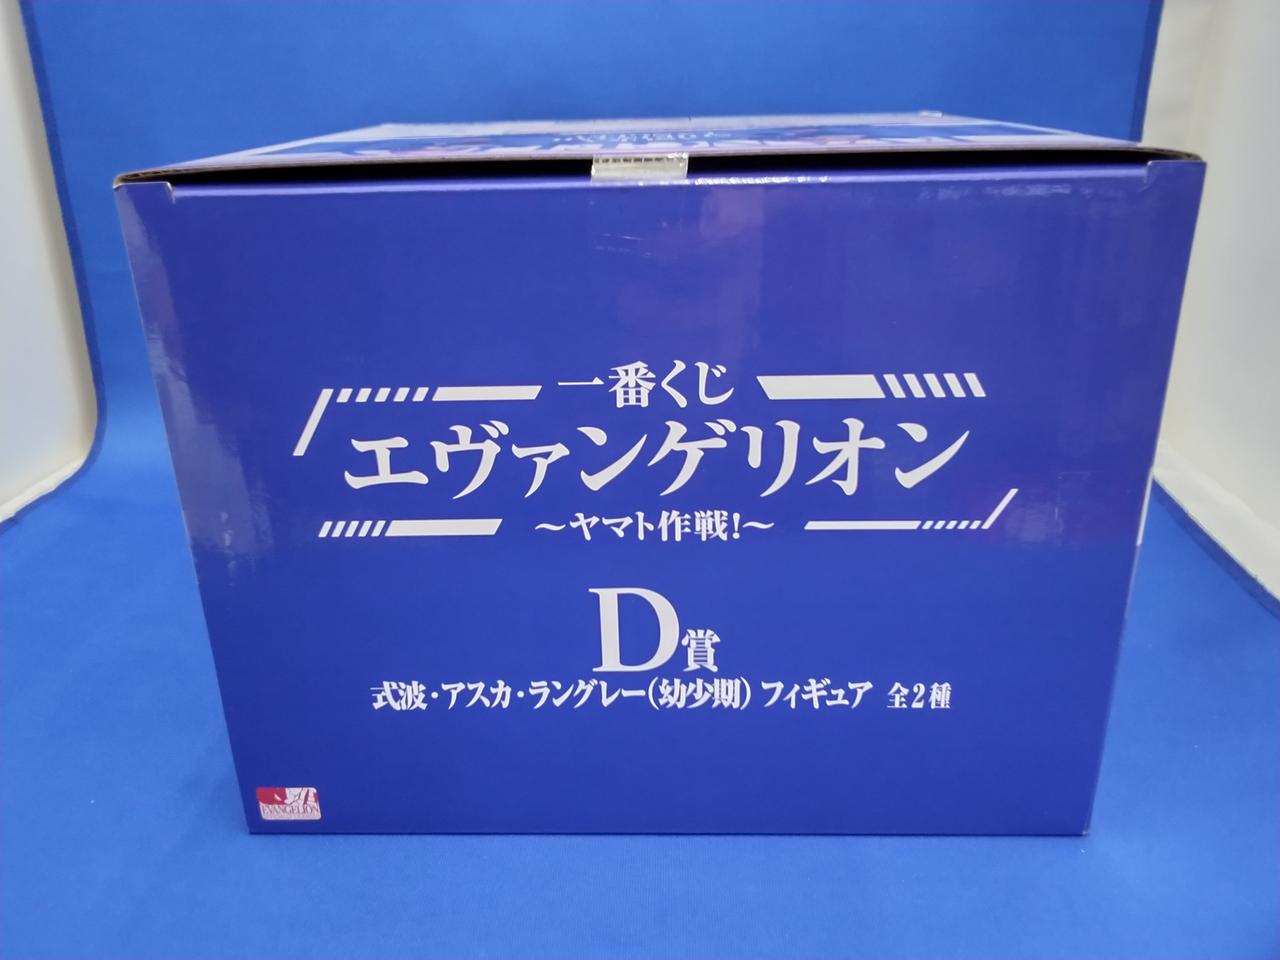 一番くじ
エヴァンゲリオン
～ヤマト作戦!～
D賞
式波・アスカ・ラングレー(幼少期) フィギュア 全2種
EVANGELION